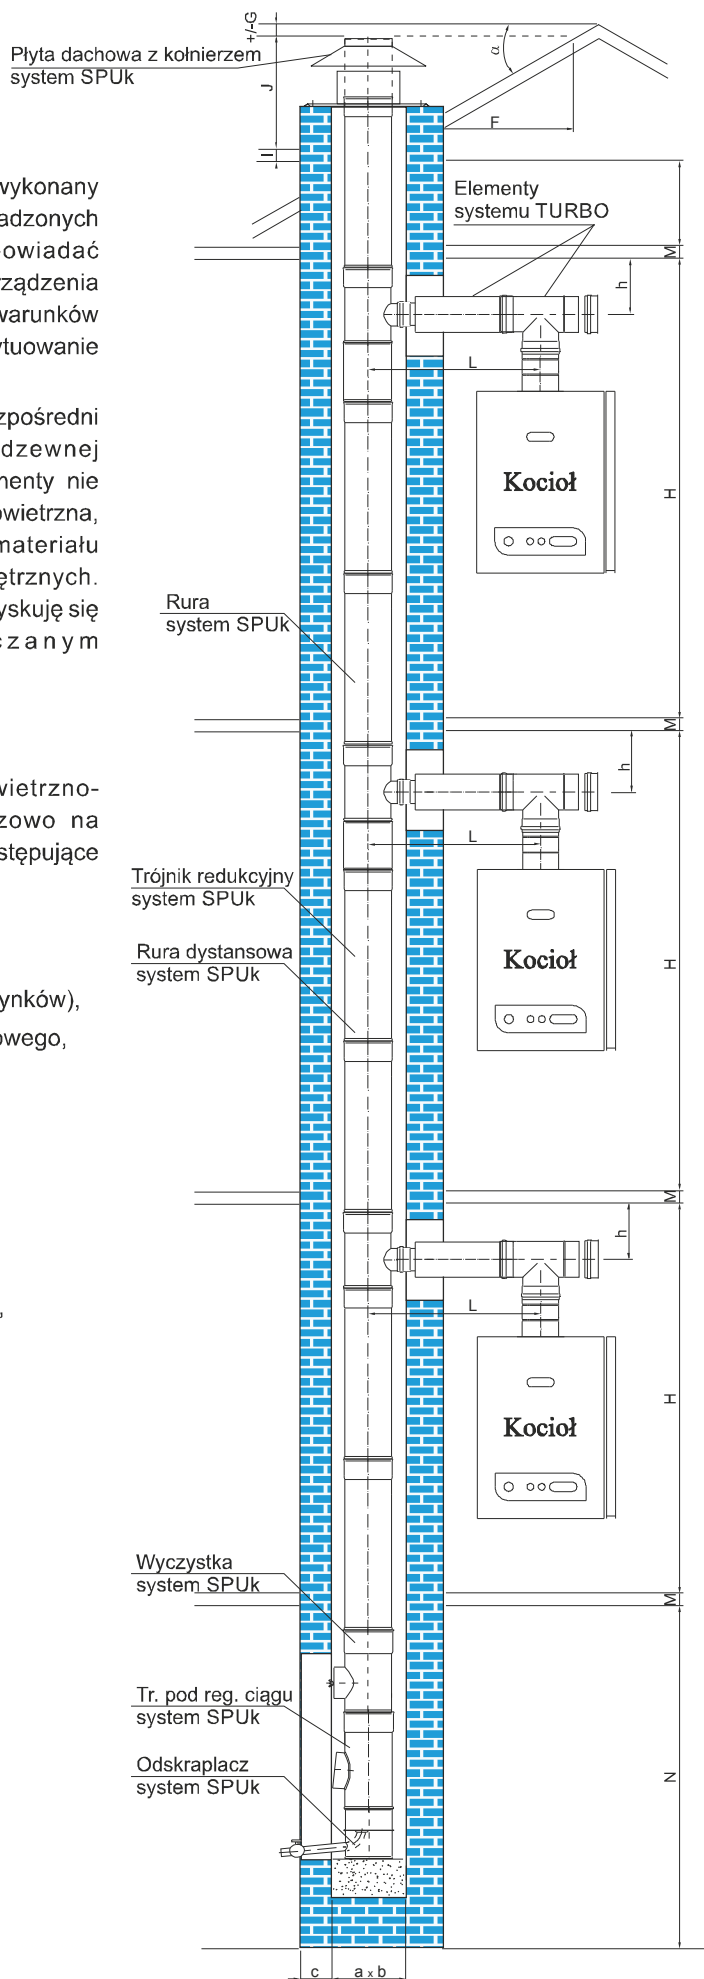 +/-G
Płyta dachowa z kołnierzem
system SPUk
α
J
F
I
wykonany
adzonych
owiadać
rządzenia
warunków
ytuowanie
Elementy
systemu TURBO
M
h
L
zpośredni
dzewnej
nenty nie
owietrzna,
materiału
ętrznych.
yskuję się
czanym
Kocioł
H
Rura
system SPUk
M
h
L
wietrzno-
zowo na
stępujące
Trójnik redukcyjny
system SPUk
Rura dystansowa
system SPUk
Kocioł
H
ynków),
owego,
M
h
L
,
Kocioł
H
Wyczystka
system SPUk
M
Tr. pod reg. ciągu
system SPUk
Odskraplacz
system SPUk
N
c
a x b